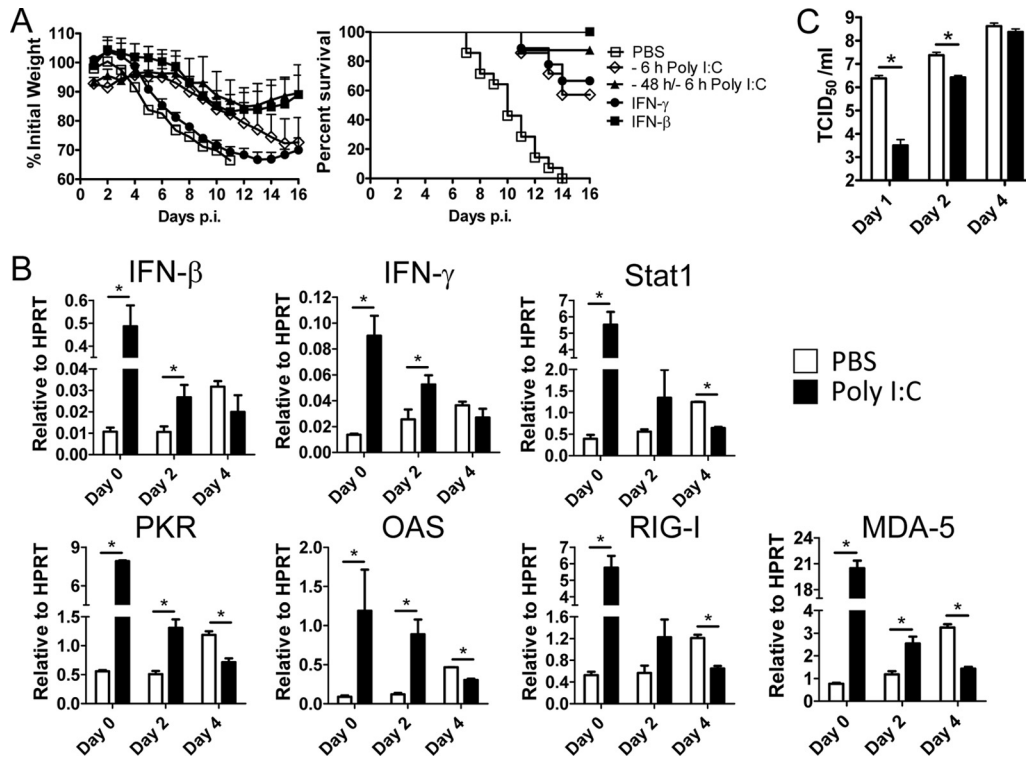 A
% Initial Weight
110
100
90
80
70
60
0 2 4 6 8 10 12 14 16
Days p.i.
Percent survival
100
80
60
40
20
0
0 2 4 6 8 10 12 14 16
Days p.i.
PBS
- 6 h Poly I:C
- 48 h/- 6 h Poly I:C
IFN-γ
IFN-β
C
TCID50 /ml
9
8
7
6
5
4
3
2
*
*
Day 1
Day 2
Day 4
B
IFN-β
Relative to HPRT
0.6
0.5
0.4
0.3
0.04
0.03
0.02
0.01
0.00
*
*
Day 0
Day 2
Day 4
IFN-γ
Relative to HPRT
0.12
0.10
0.08
0.06
0.04
0.02
0.00
*
*
Day 0
Day 2
Day 4
Stat1
Relative to HPRT
7
6
5
4
2.0
1.5
1.0
0.5
0.0
*
*
Day 0
Day 2
Day 4
PBS
Poly I:C
PKR
Relative to HPRT
9
6
1.5
1.0
0.5
0.0
*
*
*
Day 0
Day 2
Day 4
OAS
Relative to HPRT
2.0
1.5
1.0
0.5
0.0
*
*
*
Day 0
Day 2
Day 4
RIG-I
Relative to HPRT
7
6
5
4
1.8
1.2
0.6
0.0
*
*
Day 0
Day 2
Day 4
MDA-5
Relative to HPRT
24
21
18
4
3
2
1
0
*
*
*
Day 0
Day 2
Day 4